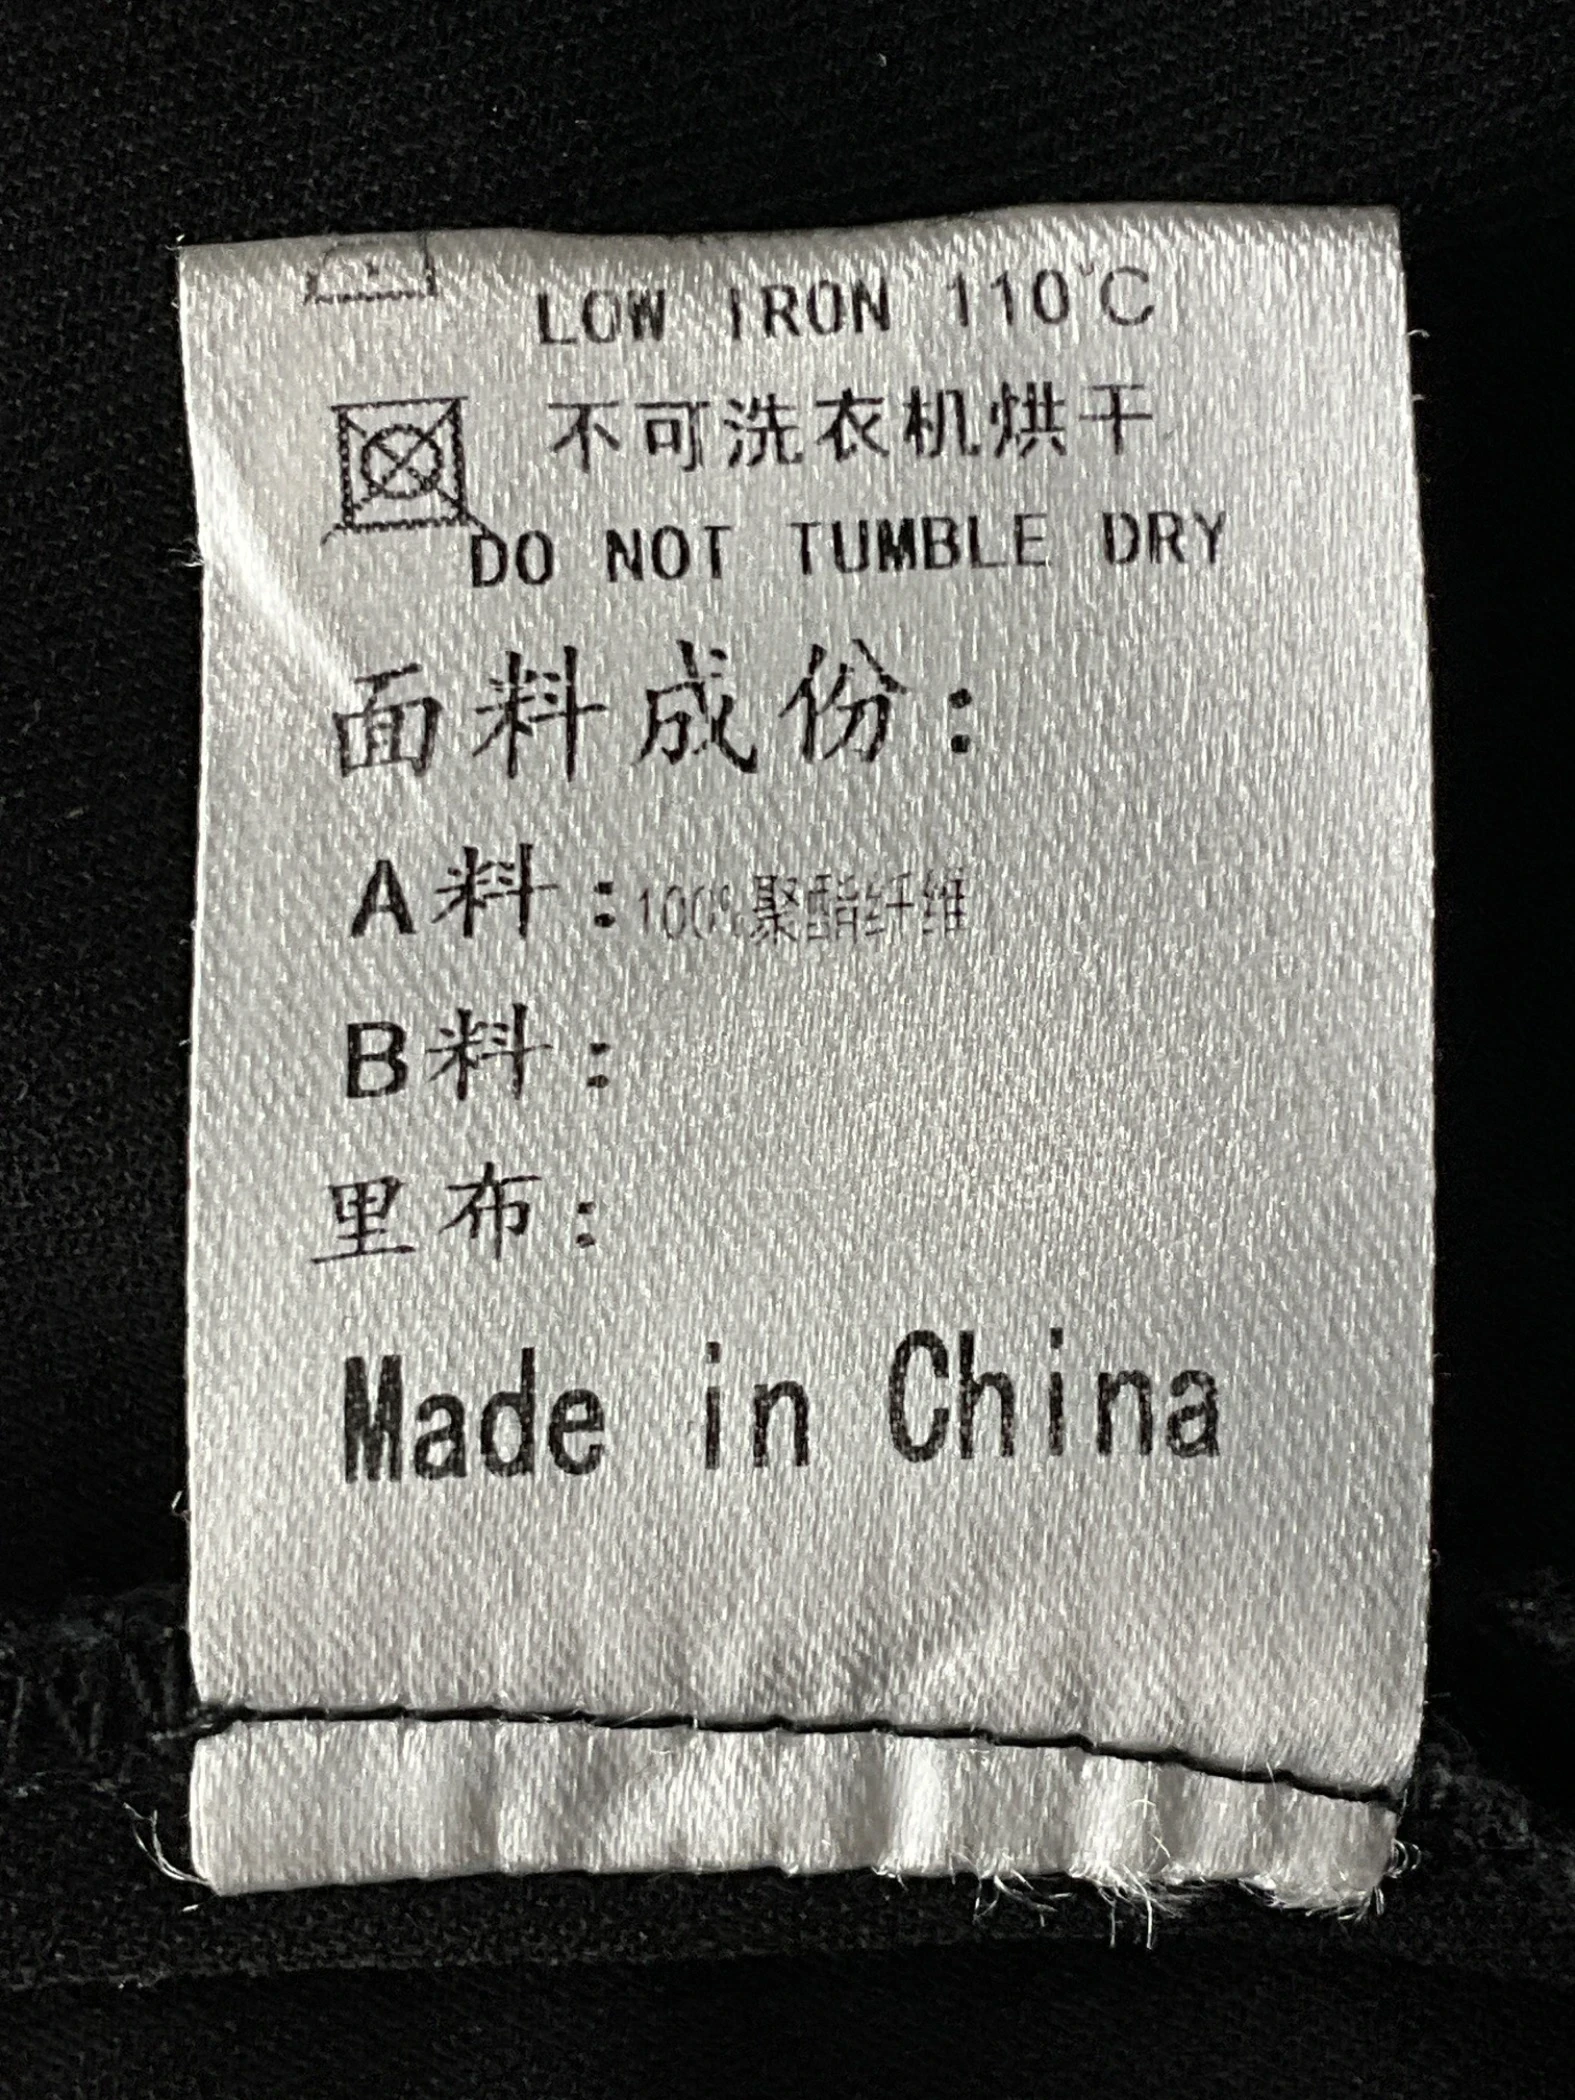 LOW IRON 110℃
不可洗衣机烘干
DO NOT TUMBLE DRY
面料成份：
A料：100%聚酯纤维
B料：
里布：
Made in China